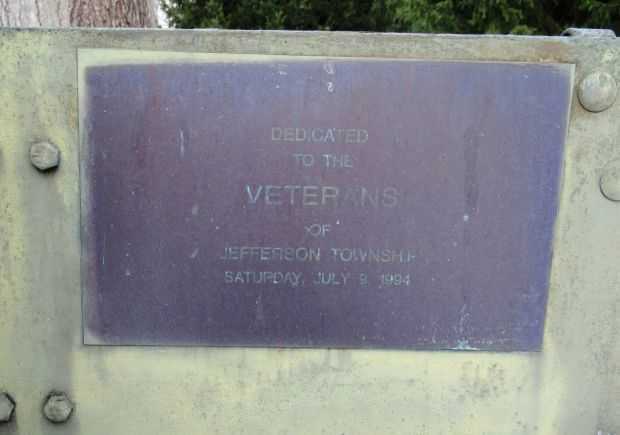 DEDICATED
TO THE
VETERANS
OF
JEFFERSON TOWNSHIP
SATURDAY, JULY 9, 1994